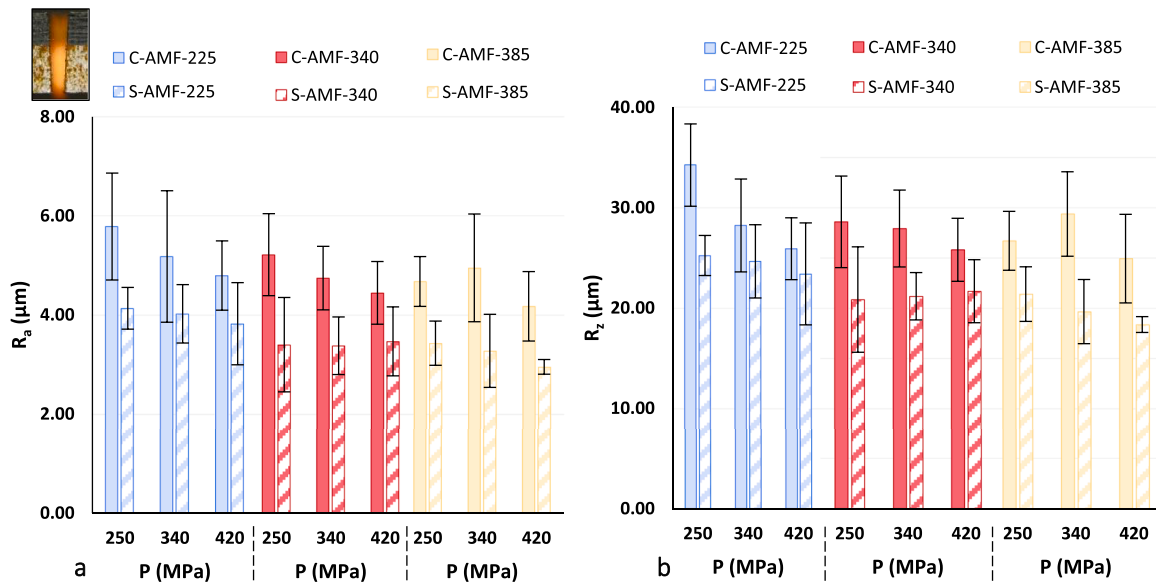 C-AMF-225 C-AMF-340 C-AMF-385
S-AMF-225 S-AMF-340 S-AMF-385
8.00
6.00
4.00
2.00
0.00
Ra (μm)
250 340 420 250 340 420 250 340 420
P (MPa) P (MPa) P (MPa)
a
C-AMF-225 C-AMF-340 C-AMF-385
S-AMF-225 S-AMF-340 S-AMF-385
40.00
30.00
20.00
10.00
0.00
Rz (μm)
250 340 420 250 340 420 250 340 420
P (MPa) P (MPa) P (MPa)
b